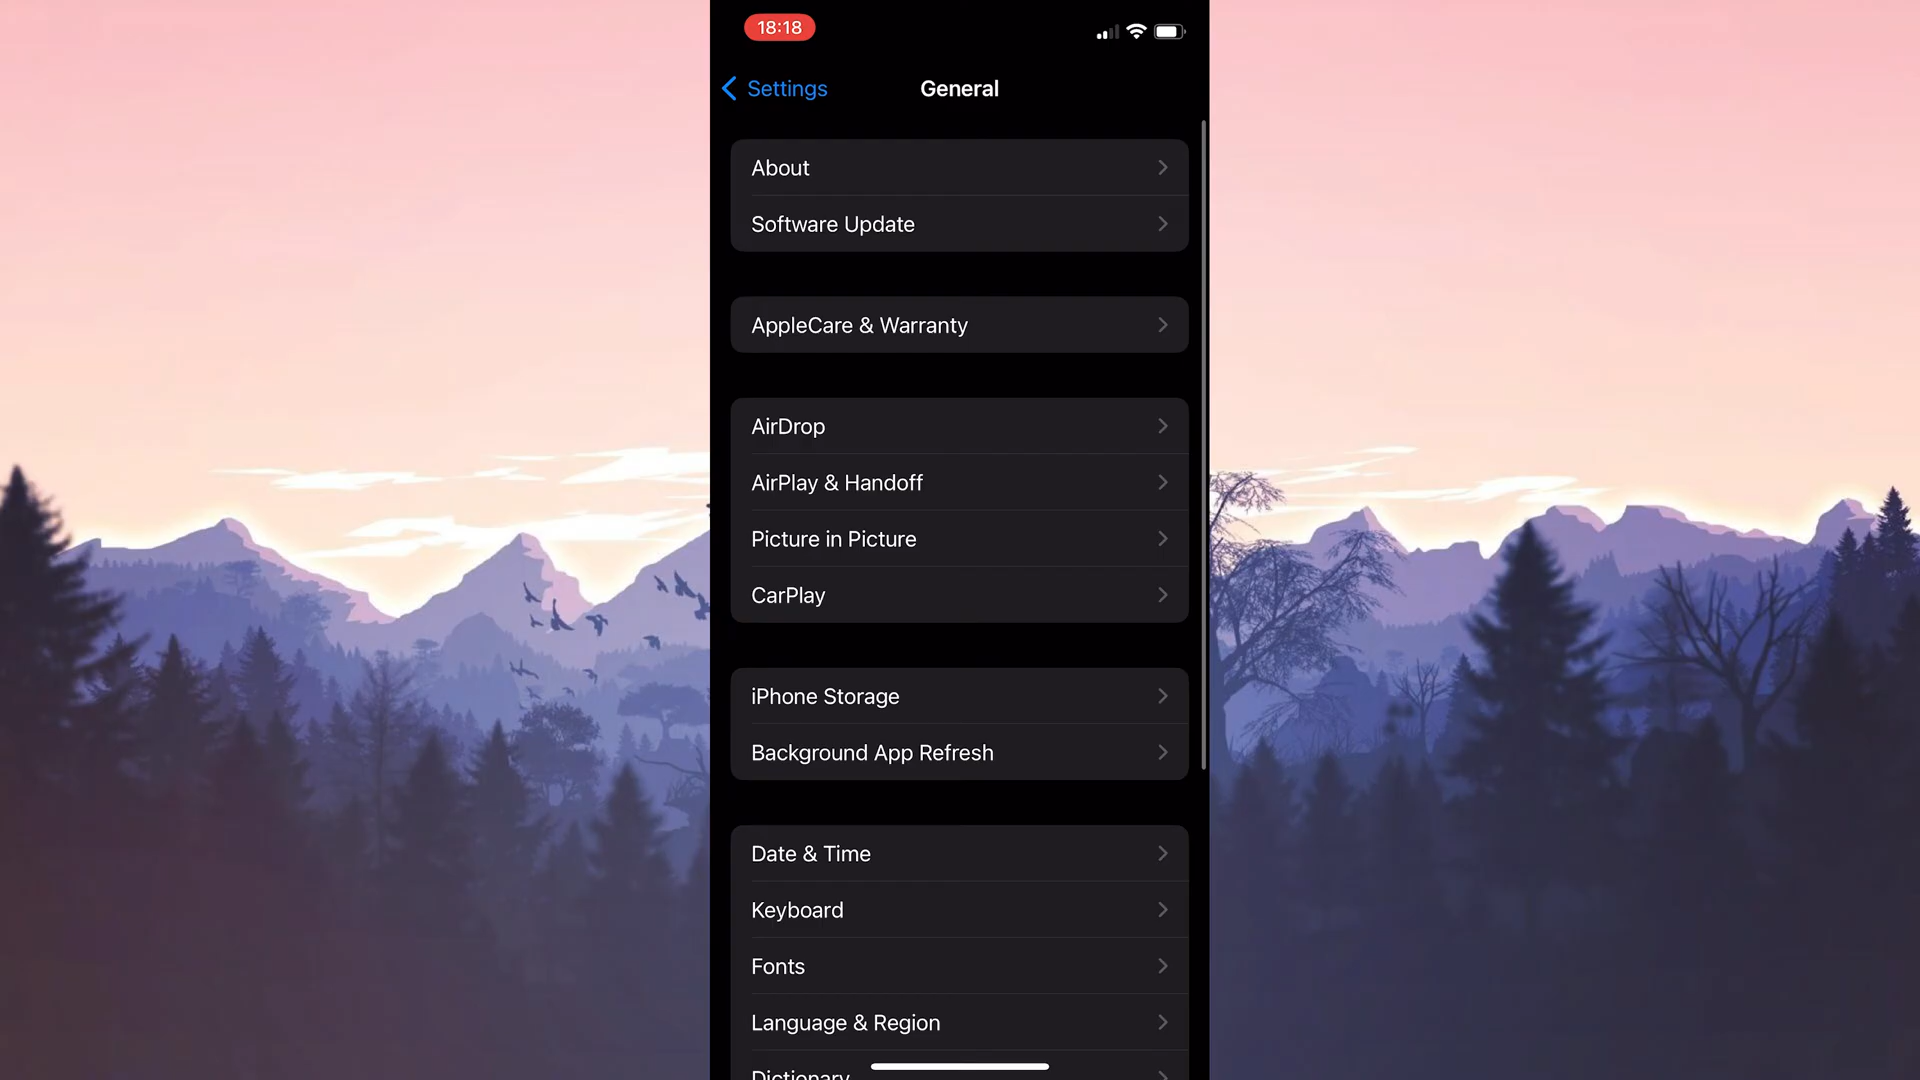 18:18
Settings
General
About
Software Update
AppleCare & Warranty
AirDrop
AirPlay & Handoff
Picture in Picture
CarPlay
iPhone Storage
Background App Refresh
Date & Time
Keyboard
Fonts
Language & Region
Dictionary